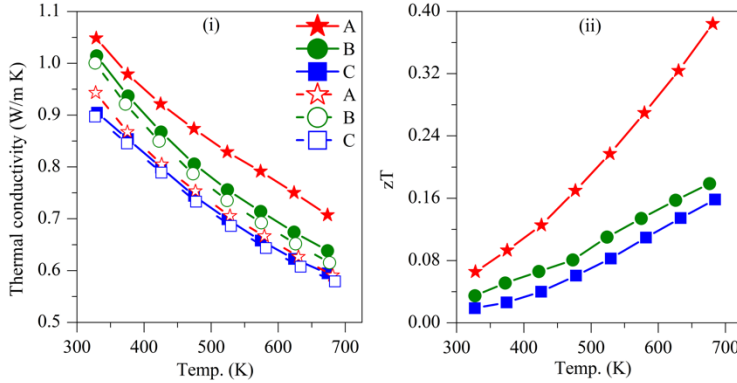 (i)
A
B
C
A
B
C
Thermal conductivity (W/m K)
1.1
1.0
0.9
0.8
0.7
0.6
0.5
300 400 500 600 700
Temp. (K)
(ii)
zT
0.40
0.32
0.24
0.16
0.08
0.00
300 400 500 600 700
Temp. (K)